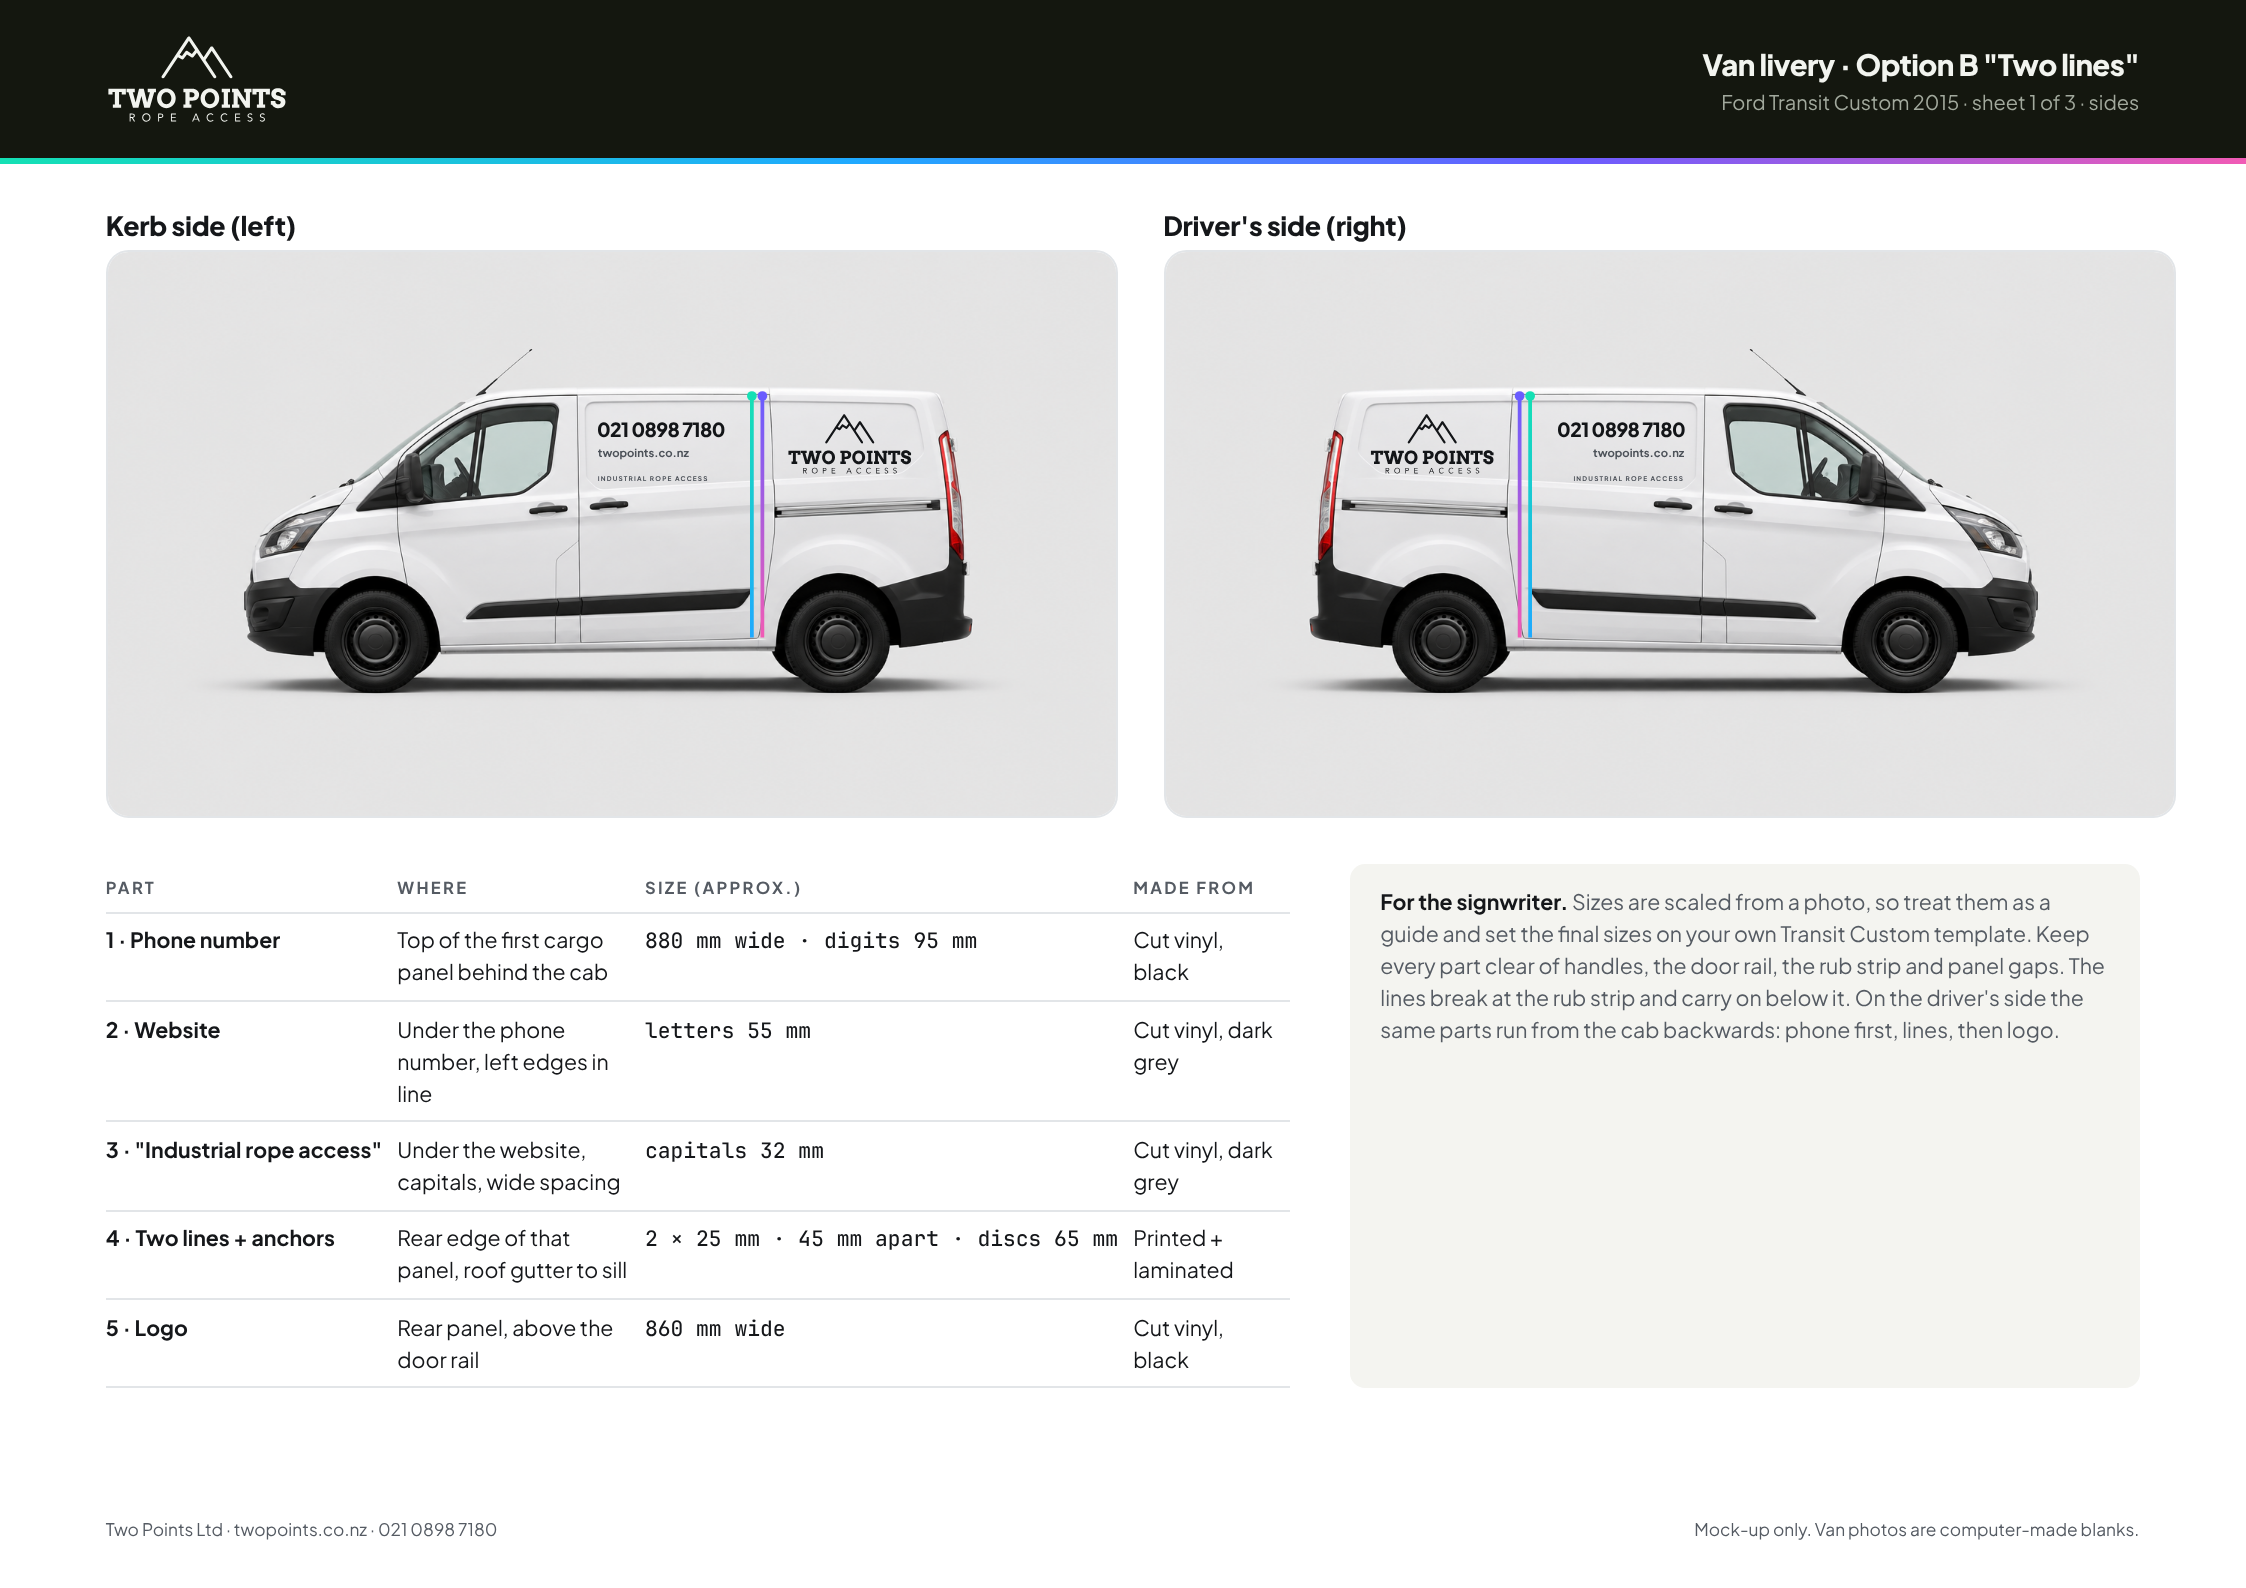 TWO POINTS
ROPE ACCESS
Van livery · Option B "Two lines"
Ford Transit Custom 2015 · sheet 1 of 3 · sides
Kerb side (left)
021 0898 7180
twopoints.co.nz
INDUSTRIAL ROPE ACCESS
TWO POINTS
ROPE ACCESS
Driver's side (right)
TWO POINTS
ROPE ACCESS
021 0898 7180
twopoints.co.nz
INDUSTRIAL ROPE ACCESS
PART WHERE SIZE (APPROX.) MADE FROM
1 · Phone number Top of the first cargo 880 mm wide · digits 95 mm Cut vinyl,
panel behind the cab black
2 · Website Under the phone letters 55 mm Cut vinyl, dark
number, left edges in grey
line
3 · "Industrial rope access" Under the website, capitals 32 mm Cut vinyl, dark
capitals, wide spacing grey
4 · Two lines + anchors Rear edge of that 2 × 25 mm · 45 mm apart · discs 65 mm Printed +
panel, roof gutter to sill laminated
5 · Logo Rear panel, above the 860 mm wide Cut vinyl,
door rail black
For the signwriter. Sizes are scaled from a photo, so treat them as a
guide and set the final sizes on your own Transit Custom template. Keep
every part clear of handles, the door rail, the rub strip and panel gaps. The
lines break at the rub strip and carry on below it. On the driver's side the
same parts run from the cab backwards: phone first, lines, then logo.
Two Points Ltd · twopoints.co.nz · 021 0898 7180
Mock-up only. Van photos are computer-made blanks.